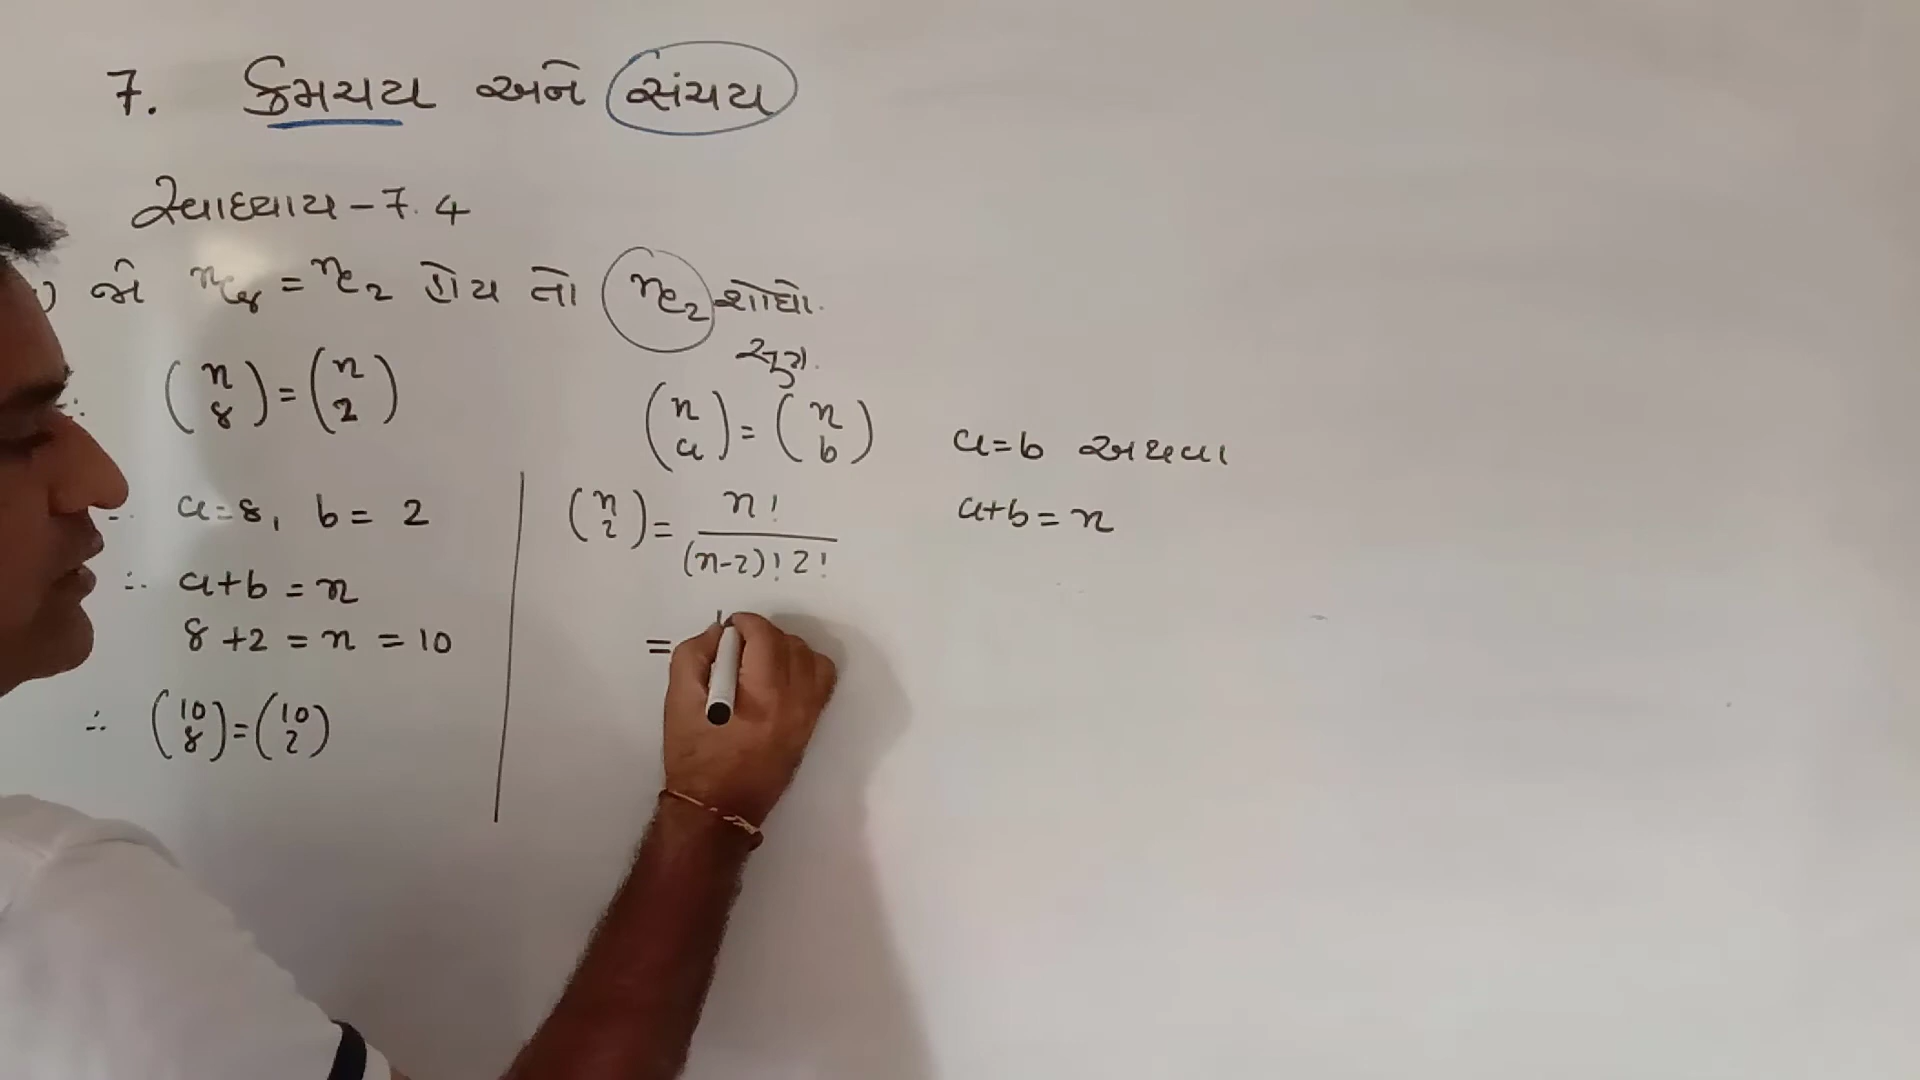 7. ક્રમચય અને સંચય
સ્વાધ્યાય - 7.4
1) જો nC8 = nC2 હોય તો nC2 શોધો.
સૂત્ર.
∴ (n 8) = (n 2)
(n a) = (n b) a=b અથવા
a+b = n
∴ a=8, b = 2
∴ a+b = n
8 +2 = n = 10
∴ (10 8) = (10 2)
(n 2) = n! / (n-2)! 2!
=